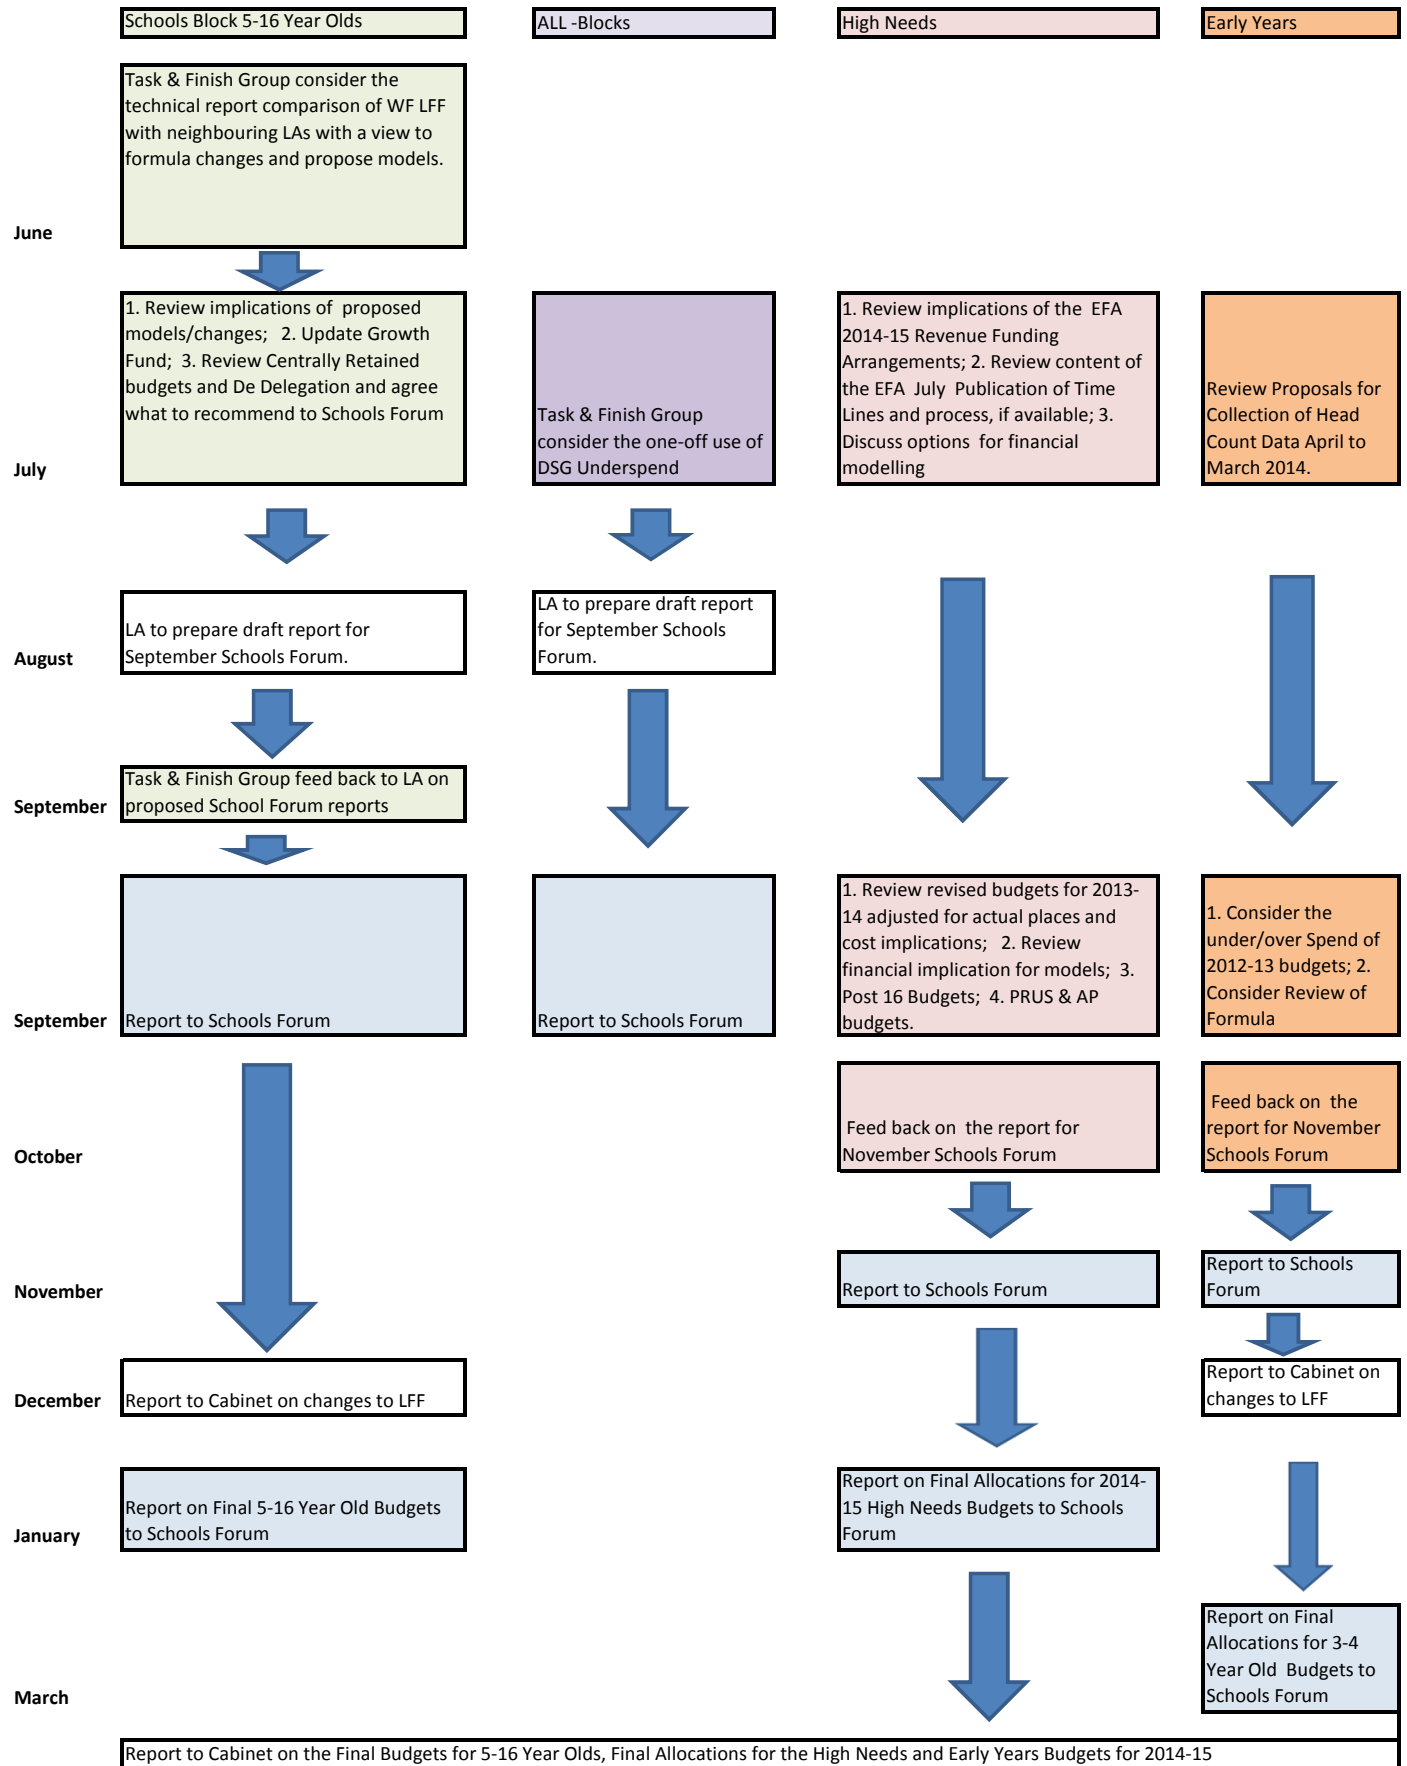 Schools Block 5-16 Year Olds
ALL -Blocks
High Needs
Early Years
Task & Finish Group consider the
technical report comparison of WF LFF
with neighbouring LAs with a view to
formula changes and propose models.
June
1. Review implications of proposed
models/changes; 2. Update Growth
Fund; 3. Review Centrally Retained
budgets and De Delegation and agree
what to recommend to Schools Forum
Task & Finish Group
consider the one-off use of
DSG Underspend
1. Review implications of the EFA
2014-15 Revenue Funding
Arrangements; 2. Review content of
the EFA July Publication of Time
Lines and process, if available; 3.
Discuss options for financial
modelling
Review Proposals for
Collection of Head
Count Data April to
March 2014.
July
LA to prepare draft report for
September Schools Forum.
LA to prepare draft report
for September Schools
Forum.
August
Task & Finish Group feed back to LA on
proposed School Forum reports
September
Report to Schools Forum
Report to Schools Forum
1. Review revised budgets for 2013-
14 adjusted for actual places and
cost implications; 2. Review
financial implication for models; 3.
Post 16 Budgets; 4. PRUS & AP
budgets.
1. Consider the
under/over Spend of
2012-13 budgets; 2.
Consider Review of
Formula
September
Feed back on the report for
November Schools Forum
Feed back on the
report for November
Schools Forum
October
Report to Schools Forum
Report to Schools
Forum
November
Report to Cabinet on changes to LFF
Report to Cabinet on
changes to LFF
December
Report on Final 5-16 Year Old Budgets
to Schools Forum
Report on Final Allocations for 2014-
15 High Needs Budgets to Schools
Forum
January
Report on Final
Allocations for 3-4
Year Old Budgets to
Schools Forum
March
Report to Cabinet on the Final Budgets for 5-16 Year Olds, Final Allocations for the High Needs and Early Years Budgets for 2014-15